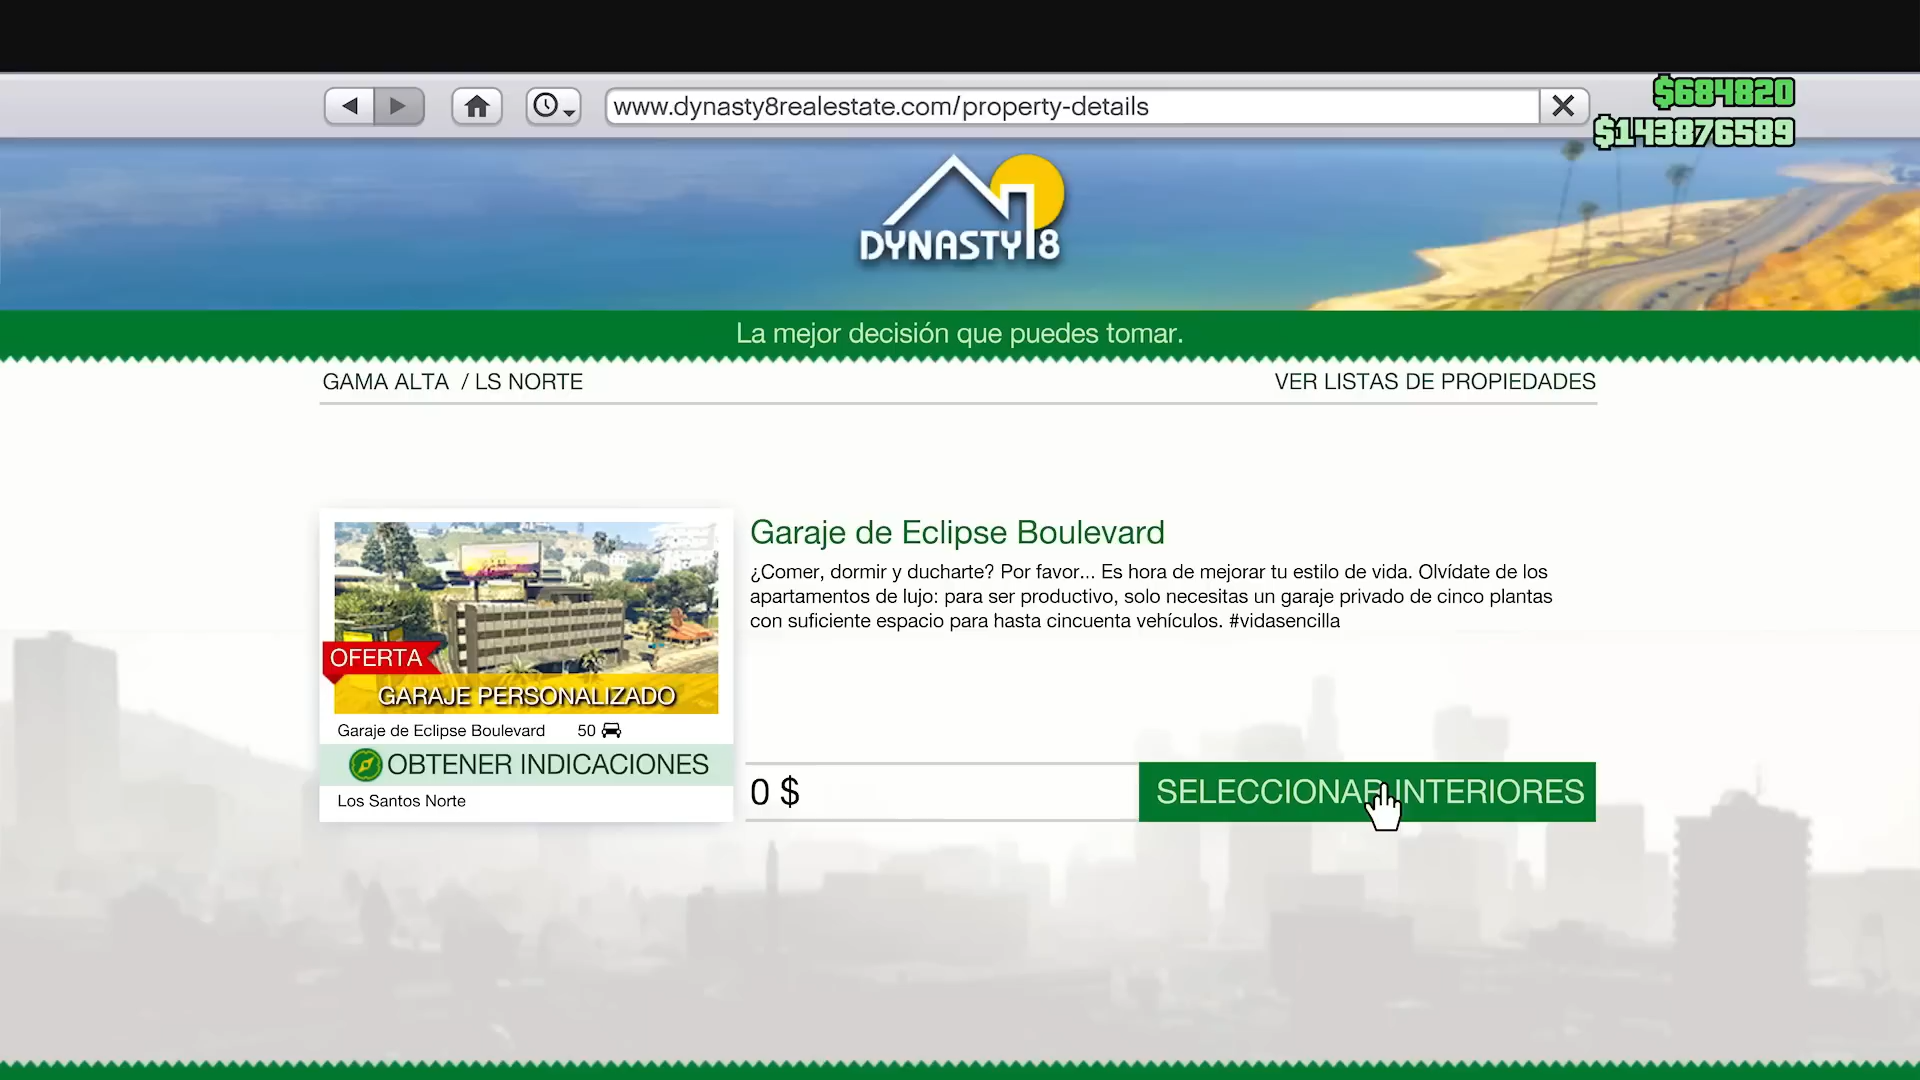 www.dynasty8realestate.com/property-details
$684820
$143876589
DYNASTY 8
La mejor decisión que puedes tomar.
GAMA ALTA / LS NORTE
VER LISTAS DE PROPIEDADES
OFERTA
GARAJE PERSONALIZADO
Garaje de Eclipse Boulevard 50
OBTENER INDICACIONES
Los Santos Norte
Garaje de Eclipse Boulevard
¿Comer, dormir y ducharte? Por favor... Es hora de mejorar tu estilo de vida. Olvídate de los
apartamentos de lujo: para ser productivo, solo necesitas un garaje privado de cinco plantas
con suficiente espacio para hasta cincuenta vehículos. #vidasencilla
0 $
SELECCIONAR INTERIORES